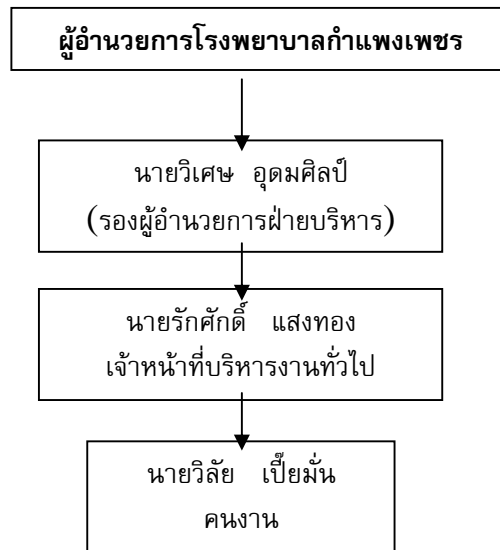 ผู้อำนวยการโรงพยาบาลกำแพงเพชร
นายวิเศษ อุดมศิลป์
(รองผู้อำนวยการฝ่ายบริหาร)
นายรักศักดิ์ แสงทอง
เจ้าหน้าที่บริหารงานทั่วไป
นายวิลัย เปี๊ยมั่น
คนงาน